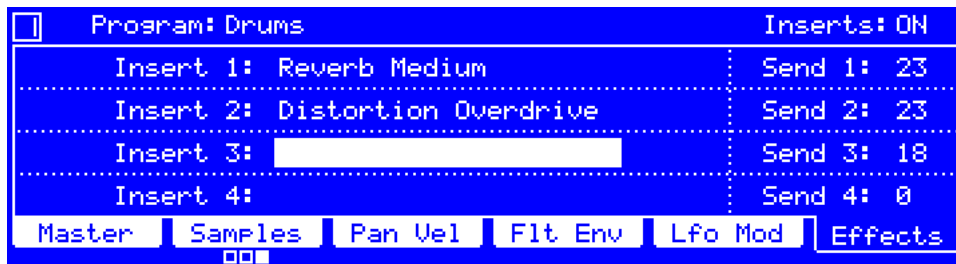 Program: Drums Inserts: ON
Insert 1: Reverb Medium Send 1: 23
Insert 2: Distortion Overdrive Send 2: 23
Insert 3: Send 3: 18
Insert 4: Send 4: 0
Master Samples Pan Vel Flt Env Lfo Mod Effects